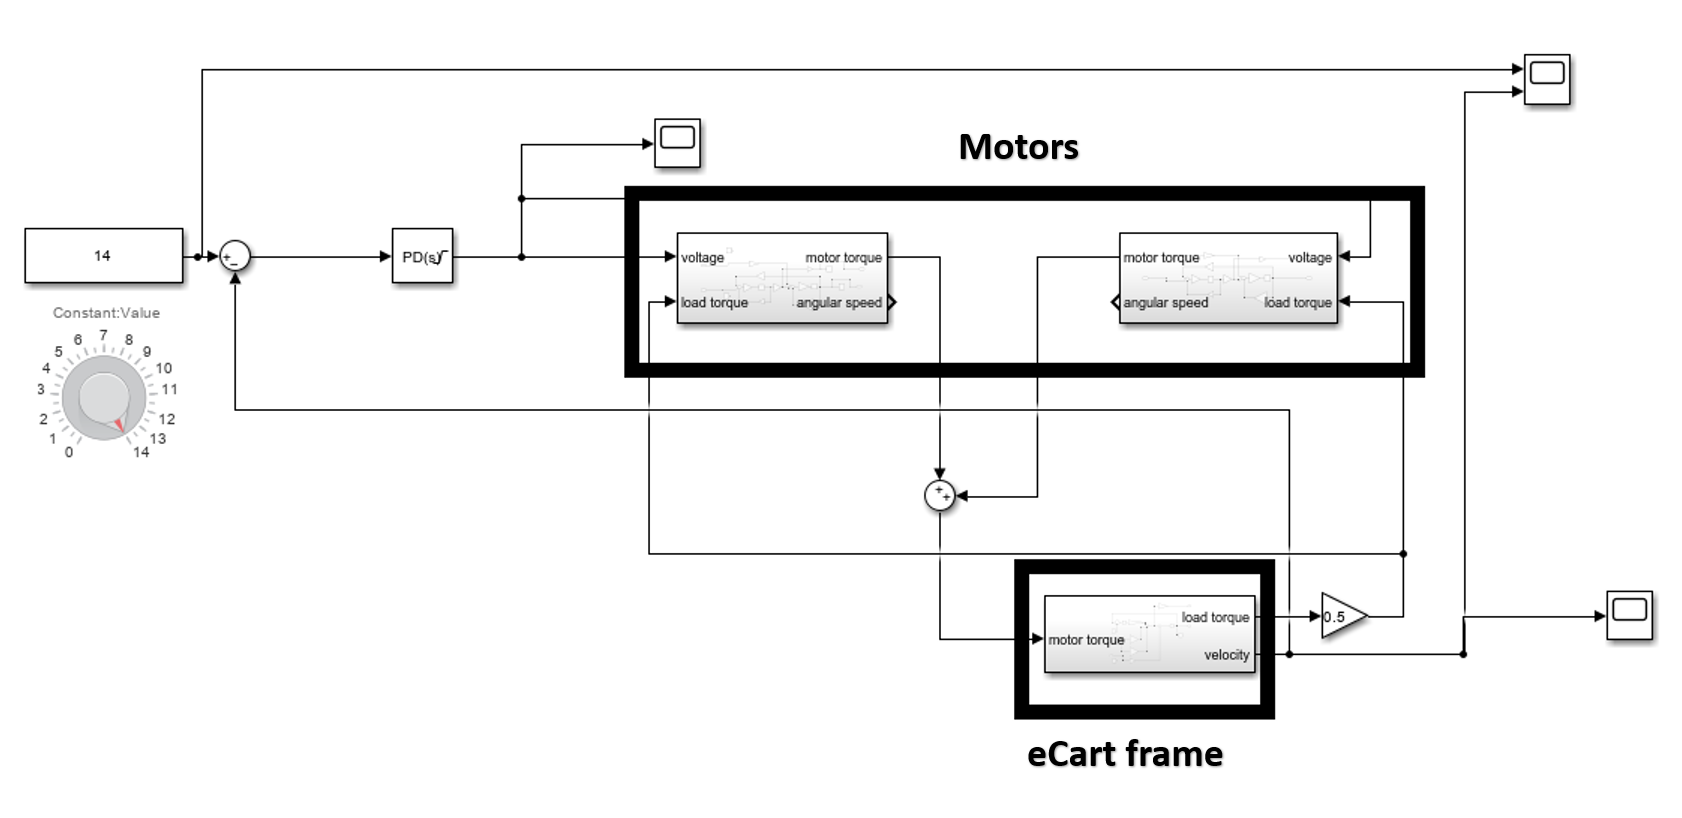 Motors
14
+
−
PD(s)
voltage
motor torque
load torque
angular speed
motor torque
voltage
angular speed
load torque
Constant:Value
0
1
2
3
4
5
6
7
8
9
10
11
12
13
14
+
+
load torque
0.5
motor torque
velocity
eCart frame